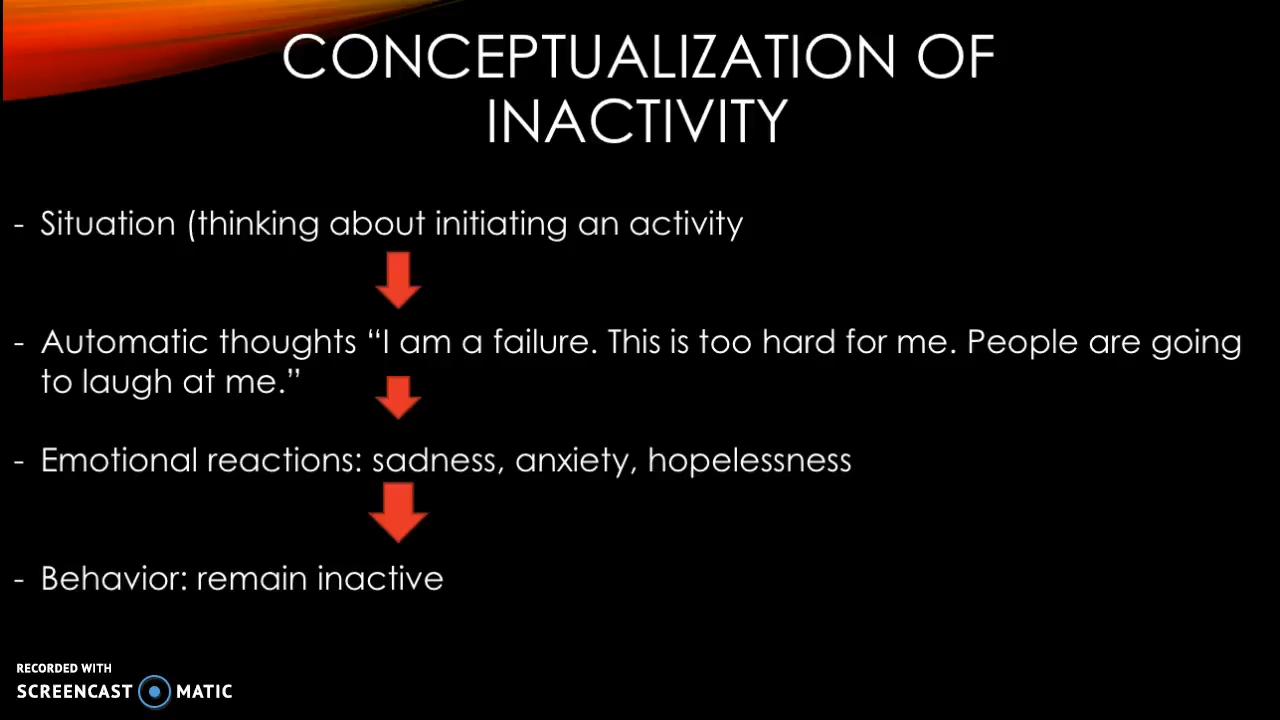 CONCEPTUALIZATION OF
INACTIVITY
- Situation (thinking about initiating an activity
- Automatic thoughts “I am a failure. This is too hard for me. People are going
to laugh at me.”
- Emotional reactions: sadness, anxiety, hopelessness
- Behavior: remain inactive
RECORDED WITH
SCREENCAST MATIC